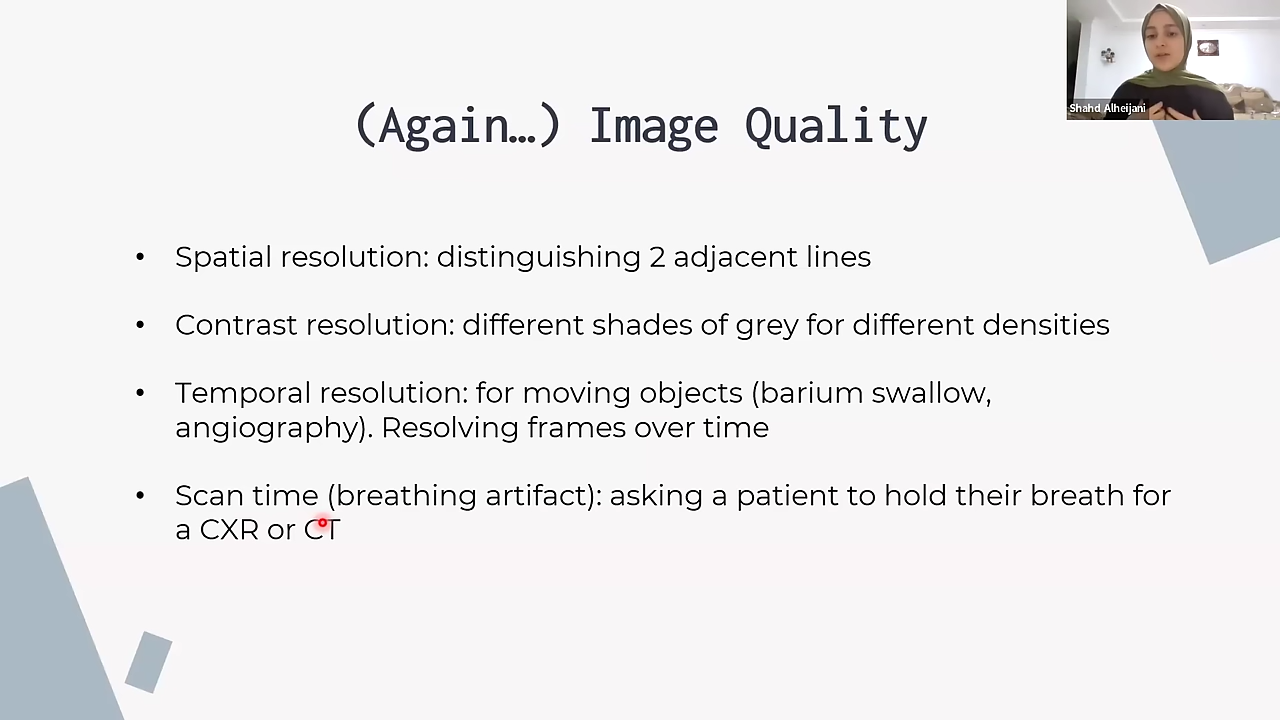 Shahd Alheijani
(Again…) Image Quality
• Spatial resolution: distinguishing 2 adjacent lines
• Contrast resolution: different shades of grey for different densities
• Temporal resolution: for moving objects (barium swallow,
angiography). Resolving frames over time
• Scan time (breathing artifact): asking a patient to hold their breath for
a CXR or CT